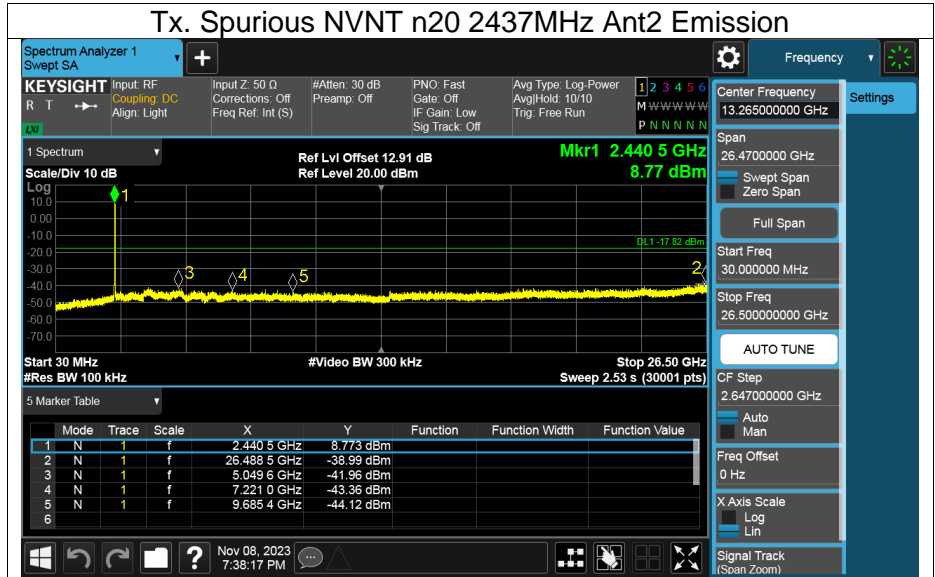 Tx. Spurious NVNT n20 2437MHz Ant2 Emission
Spectrum Analyzer 1
Swept SA
Frequency
KEYSIGHT
R T
LXI
Input: RF
Coupling: DC
Align: Light
Input Z: 50 Ω
Corrections: Off
Freq Ref: Int (S)
#Atten: 30 dB
Preamp: Off
PNO: Fast
Gate: Off
IF Gain: Low
Sig Track: Off
Avg Type: Log-Power
Avg|Hold: 10/10
Trig: Free Run
1 2 3 4 5 6
M W W W W W
P N N N N N
1 Spectrum
Scale/Div 10 dB
Ref Lvl Offset 12.91 dB
Ref Level 20.00 dBm
Mkr1 2.440 5 GHz
8.77 dBm
Log
10.0
0.00
-10.0
-20.0
-30.0
-40.0
-50.0
-60.0
-70.0
1
3
4
5
2
DL1 -17.82 dBm
Start 30 MHz
#Video BW 300 kHz
Stop 26.50 GHz
#Res BW 100 kHz
Sweep 2.53 s (30001 pts)
5 Marker Table
Mode Trace Scale X Y Function Function Width Function Value
1 N 1 f 2.440 5 GHz 8.773 dBm
2 N 1 f 26.488 5 GHz -38.99 dBm
3 N 1 f 5.049 6 GHz -41.96 dBm
4 N 1 f 7.221 0 GHz -43.36 dBm
5 N 1 f 9.685 4 GHz -44.12 dBm
6
Nov 08, 2023
7:38:17 PM
Settings
Center Frequency
13.265000000 GHz
Span
26.4700000 GHz
Swept Span
Zero Span
Full Span
Start Freq
30.000000 MHz
Stop Freq
26.500000000 GHz
AUTO TUNE
CF Step
2.647000000 GHz
Auto
Man
Freq Offset
0 Hz
X Axis Scale
Log
Lin
Signal Track
(Span Zoom)